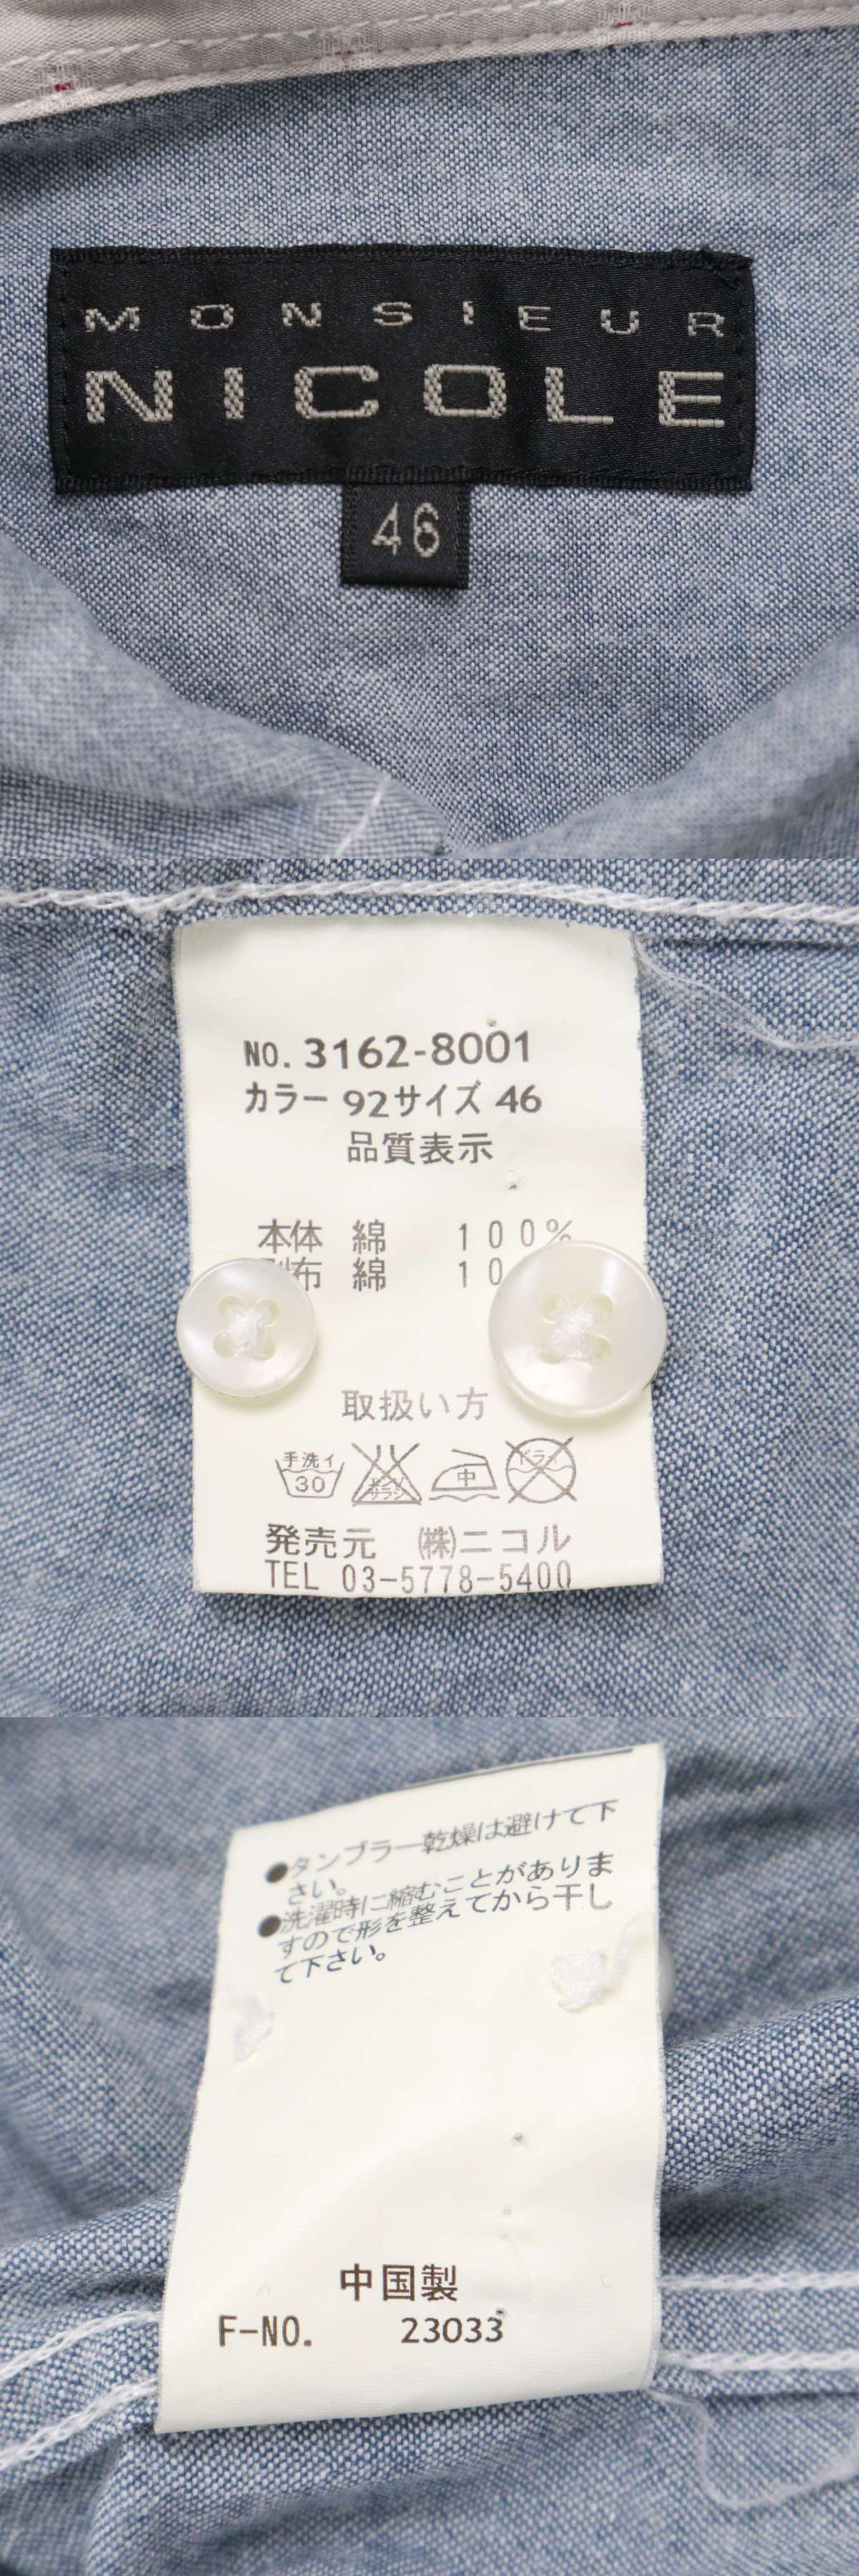 MONSIEUR
NICOLE
46
NO. 3162-8001
カラー 92サイズ 46
品質表示
本体 綿 100%
布 綿 10
取扱い方
手洗イ
30
中
ドライ
発売元 ㈱ニコル
TEL 03-5778-5400
●タンブラー乾燥は避けて下
さい。
●洗濯時に縮むことがありま
すので形を整えてから干し
て下さい。
中国製
F-NO. 23033